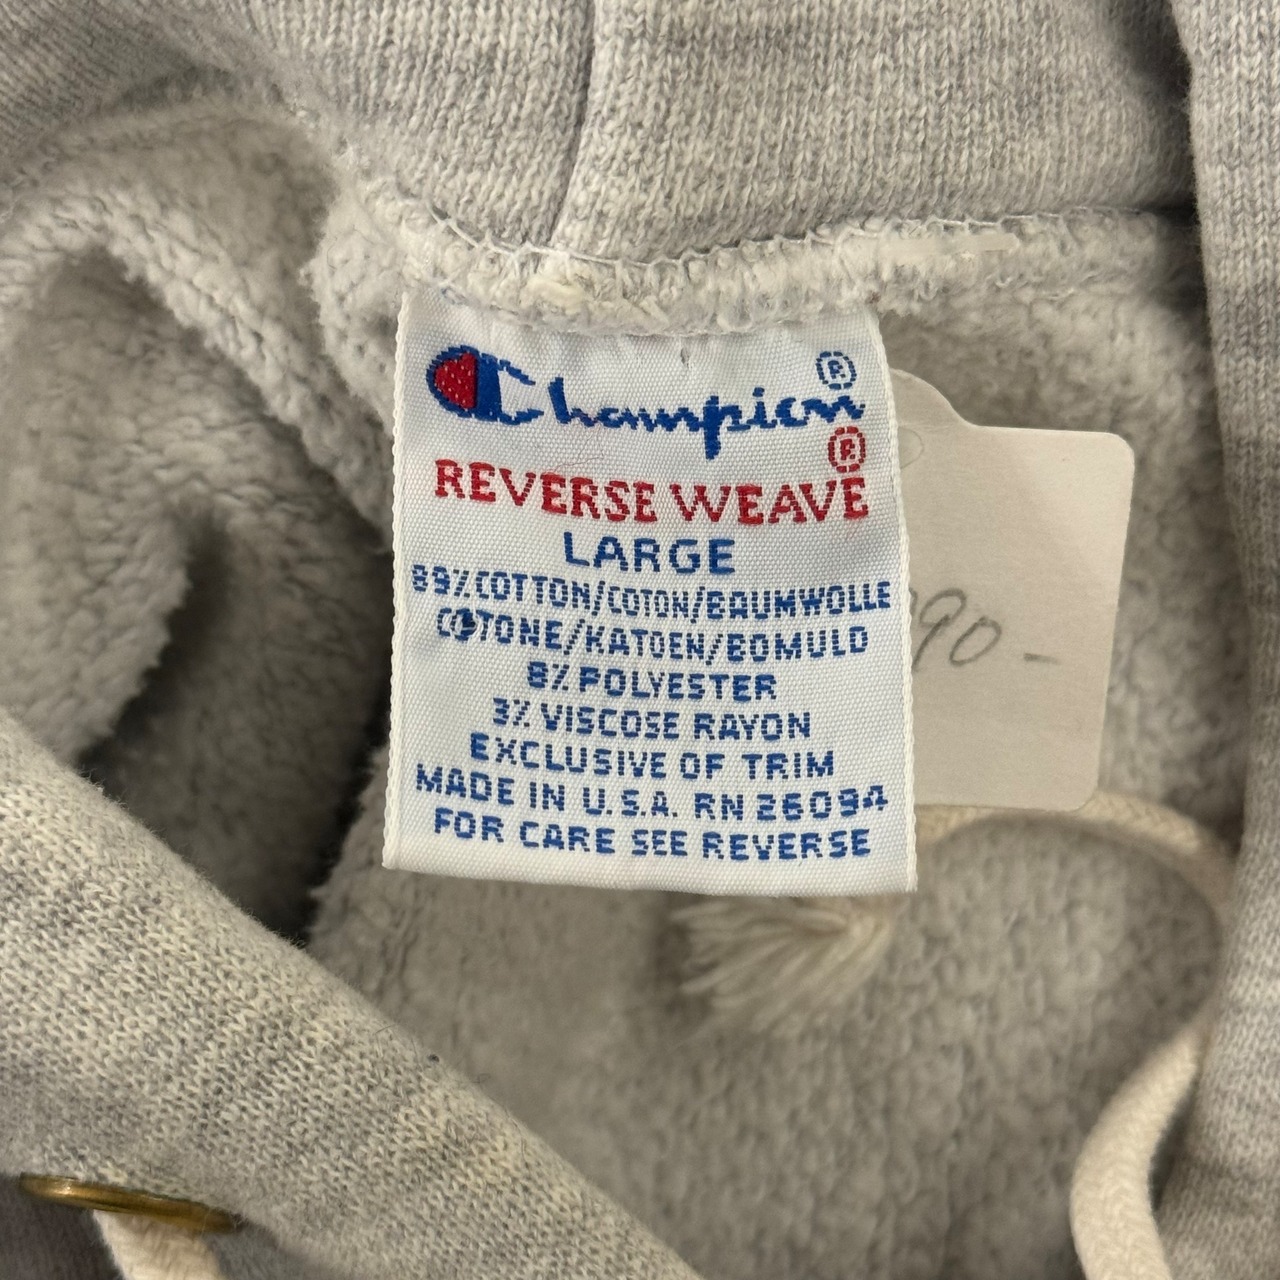 Champion®
®
REVERSE WEAVE
LARGE
89% COTTON/COTON/BAUMWOLLE
COTONE/KATOEN/BOMULD
8% POLYESTER
3% VISCOSE RAYON
EXCLUSIVE OF TRIM
MADE IN U.S.A. RN 26094
FOR CARE SEE REVERSE
90-